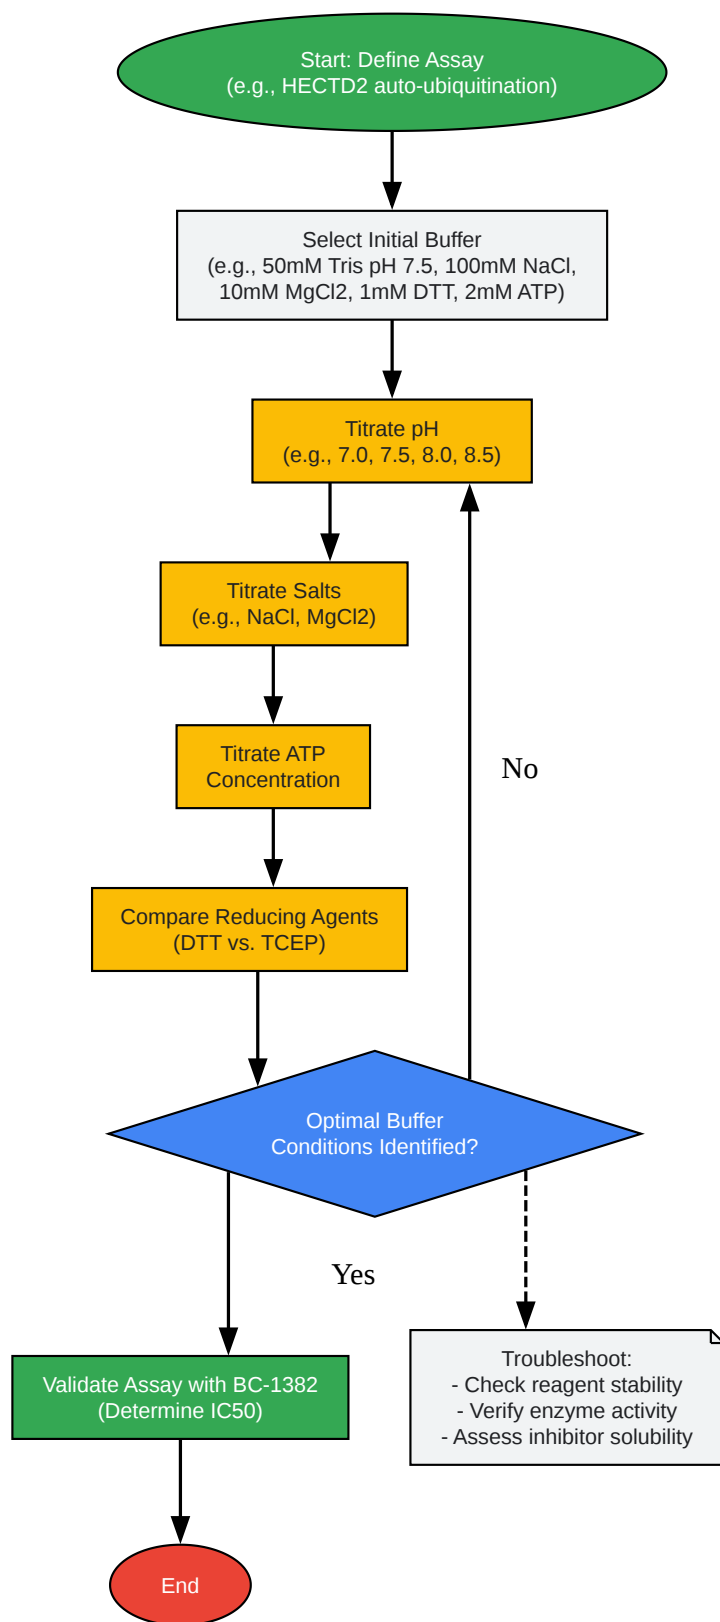 Start: Define Assay
(e.g., HECTD2 auto-ubiquitination)
Select Initial Buffer
(e.g., 50mM Tris pH 7.5, 100mM NaCl,
10mM MgCl2, 1mM DTT, 2mM ATP)
Titrate pH
(e.g., 7.0, 7.5, 8.0, 8.5)
Titrate Salts
(e.g., NaCl, MgCl2)
Titrate ATP
Concentration
No
Compare Reducing Agents
(DTT vs. TCEP)
Optimal Buffer
Conditions Identified?
Yes
Validate Assay with BC-1382
(Determine IC50)
Troubleshoot:
- Check reagent stability
- Verify enzyme activity
- Assess inhibitor solubility
End